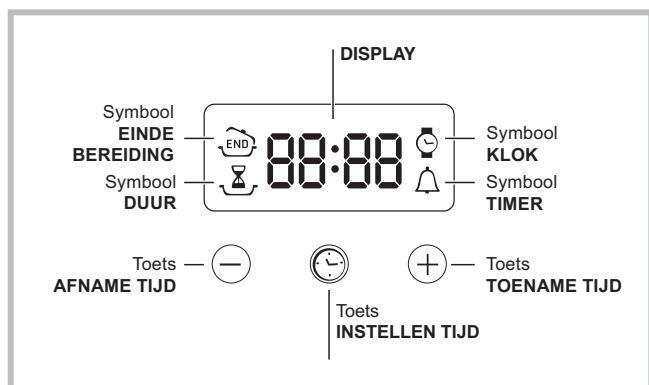 DISPLAY
Symbool
EINDE
BEREIDING
Symbool
DUUR
END
88:88
Symbool
KLOK
Symbool
TIMER
Toets
AFNAME TIJD
Toets
INSTELLEN TIJD
Toets
TOENAME TIJD